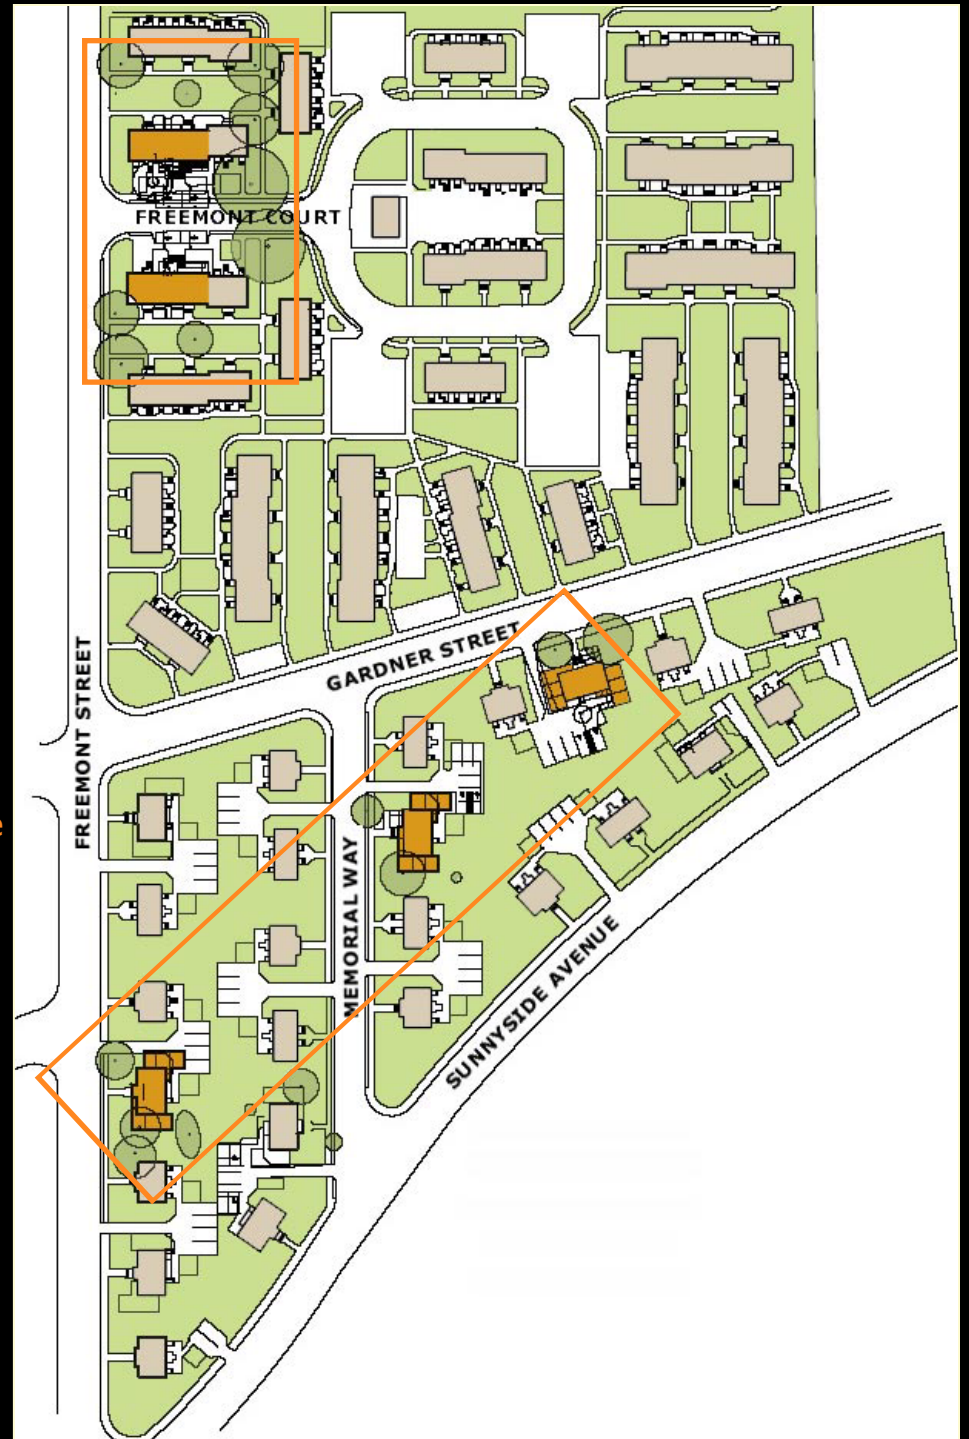 FREEMONT COURT
GARDNER STREET
FREEMONT STREET
MEMORIAL WAY
SUNNYSIDE AVENUE